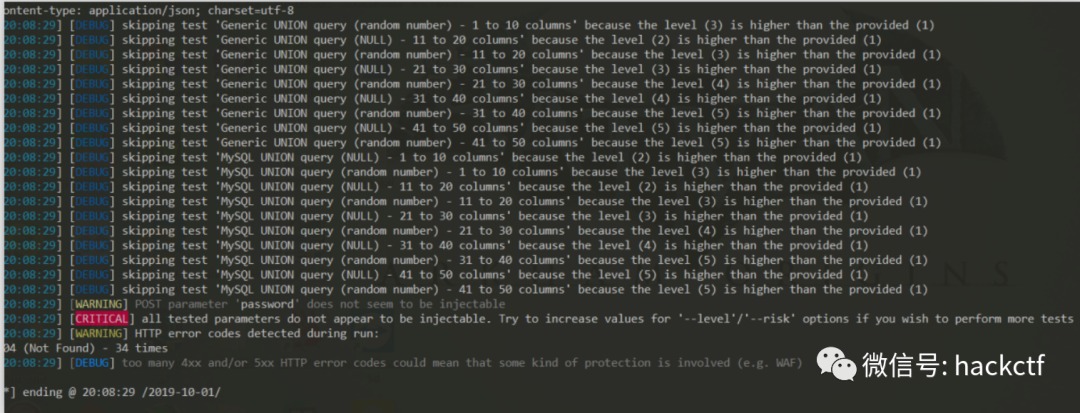 ontent-type: application/json; charset=utf-8
20:08:29] [DEBUG] skipping test 'Generic UNION query (random number) - 1 to 10 columns' because the level (3) is higher than the provided (1)
20:08:29] [DEBUG] skipping test 'Generic UNION query (NULL) - 11 to 20 columns' because the level (2) is higher than the provided (1)
20:08:29] [DEBUG] skipping test 'Generic UNION query (random number) - 11 to 20 columns' because the level (3) is higher than the provided (1)
20:08:29] [DEBUG] skipping test 'Generic UNION query (NULL) - 21 to 30 columns' because the level (3) is higher than the provided (1)
20:08:29] [DEBUG] skipping test 'Generic UNION query (random number) - 21 to 30 columns' because the level (4) is higher than the provided (1)
20:08:29] [DEBUG] skipping test 'Generic UNION query (NULL) - 31 to 40 columns' because the level (4) is higher than the provided (1)
20:08:29] [DEBUG] skipping test 'Generic UNION query (random number) - 31 to 40 columns' because the level (5) is higher than the provided (1)
20:08:29] [DEBUG] skipping test 'Generic UNION query (NULL) - 41 to 50 columns' because the level (5) is higher than the provided (1)
20:08:29] [DEBUG] skipping test 'Generic UNION query (random number) - 41 to 50 columns' because the level (5) is higher than the provided (1)
20:08:29] [DEBUG] skipping test 'MySQL UNION query (NULL) - 1 to 10 columns' because the level (2) is higher than the provided (1)
20:08:29] [DEBUG] skipping test 'MySQL UNION query (random number) - 1 to 10 columns' because the level (3) is higher than the provided (1)
20:08:29] [DEBUG] skipping test 'MySQL UNION query (NULL) - 11 to 20 columns' because the level (2) is higher than the provided (1)
20:08:29] [DEBUG] skipping test 'MySQL UNION query (random number) - 11 to 20 columns' because the level (3) is higher than the provided (1)
20:08:29] [DEBUG] skipping test 'MySQL UNION query (NULL) - 21 to 30 columns' because the level (3) is higher than the provided (1)
20:08:29] [DEBUG] skipping test 'MySQL UNION query (random number) - 21 to 30 columns' because the level (4) is higher than the provided (1)
20:08:29] [DEBUG] skipping test 'MySQL UNION query (NULL) - 31 to 40 columns' because the level (4) is higher than the provided (1)
20:08:29] [DEBUG] skipping test 'MySQL UNION query (random number) - 31 to 40 columns' because the level (5) is higher than the provided (1)
20:08:29] [DEBUG] skipping test 'MySQL UNION query (NULL) - 41 to 50 columns' because the level (5) is higher than the provided (1)
20:08:29] [DEBUG] skipping test 'MySQL UNION query (random number) - 41 to 50 columns' because the level (5) is higher than the provided (1)
20:08:29] [WARNING] POST parameter 'password' does not seem to be injectable
20:08:29] [CRITICAL] all tested parameters do not appear to be injectable. Try to increase values for '--level'/'--risk' options if you wish to perform more tests
20:08:29] [WARNING] HTTP error codes detected during run:
04 (Not Found) - 34 times
20:08:29] [DEBUG] too many 4xx and/or 5xx HTTP error codes could mean that some kind of protection is involved (e.g. WAF)
*] ending @ 20:08:29 /2019-10-01/
微信号: hackctf